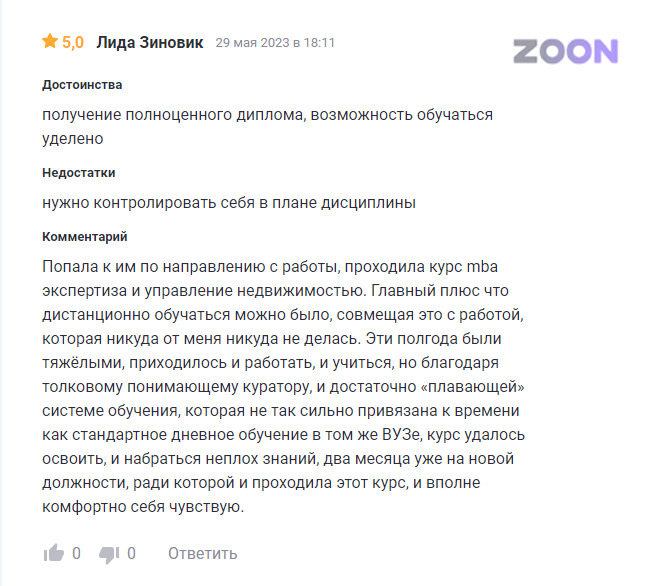 5,0 Лида Зиновик 29 мая 2023 в 18:11
ZOON
Достоинства
получение полноценного диплома, возможность обучаться
уделено
Недостатки
нужно контролировать себя в плане дисциплины
Комментарий
Попала к им по направлению с работы, проходила курс mba
экспертиза и управление недвижимостью. Главный плюс что
дистанционно обучаться можно было, совмещая это с работой,
которая никуда от меня никуда не делась. Эти полгода были
тяжёлыми, приходилось и работать, и учиться, но благодаря
толковому понимающему куратору, и достаточно «плавающей»
системе обучения, которая не так сильно привязана к времени
как стандартное дневное обучение в том же ВУЗе, курс удалось
освоить, и набраться неплох знаний, два месяца уже на новой
должности, ради которой и проходила этот курс, и вполне
комфортно себя чувствую.
0 0 Ответить